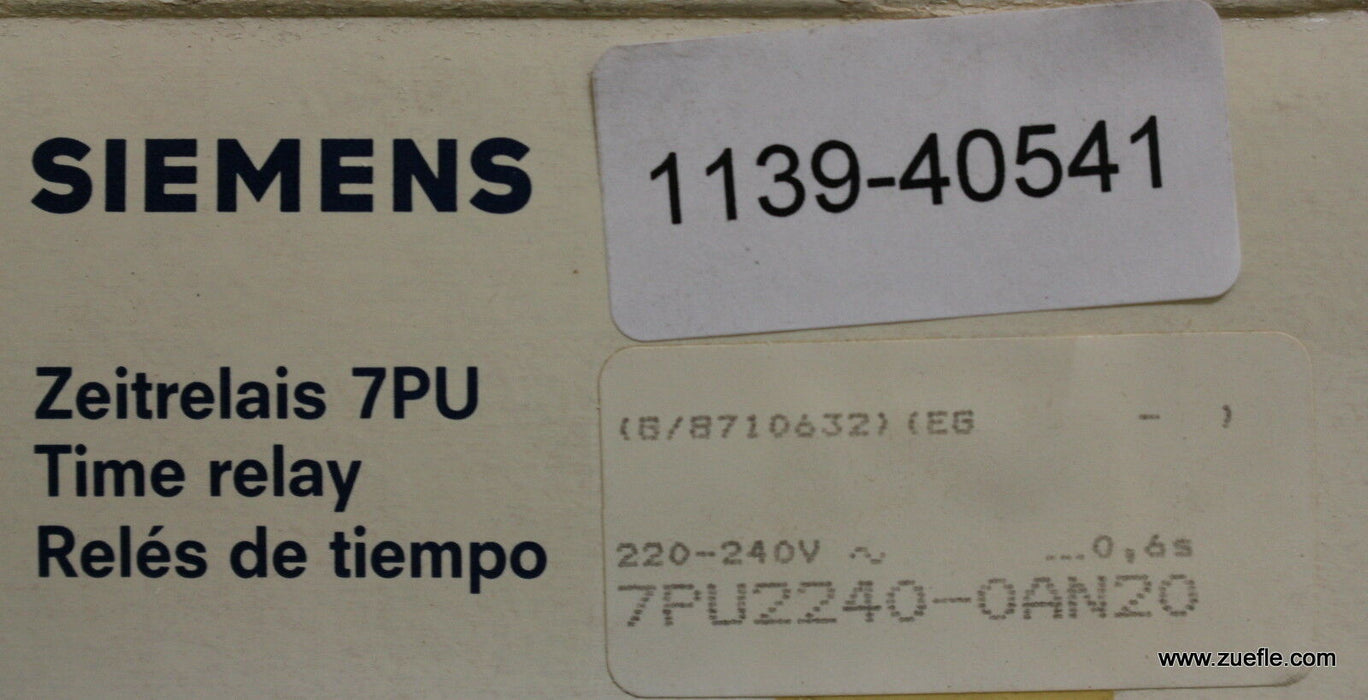 SIEMENS
1139-40541
Zeitrelais 7PU
Time relay
Relés de tiempo
(G/8710632) (EG - )
220-240V ~ ...0,6s
7PU2240-0AN20
www.zuefle.com